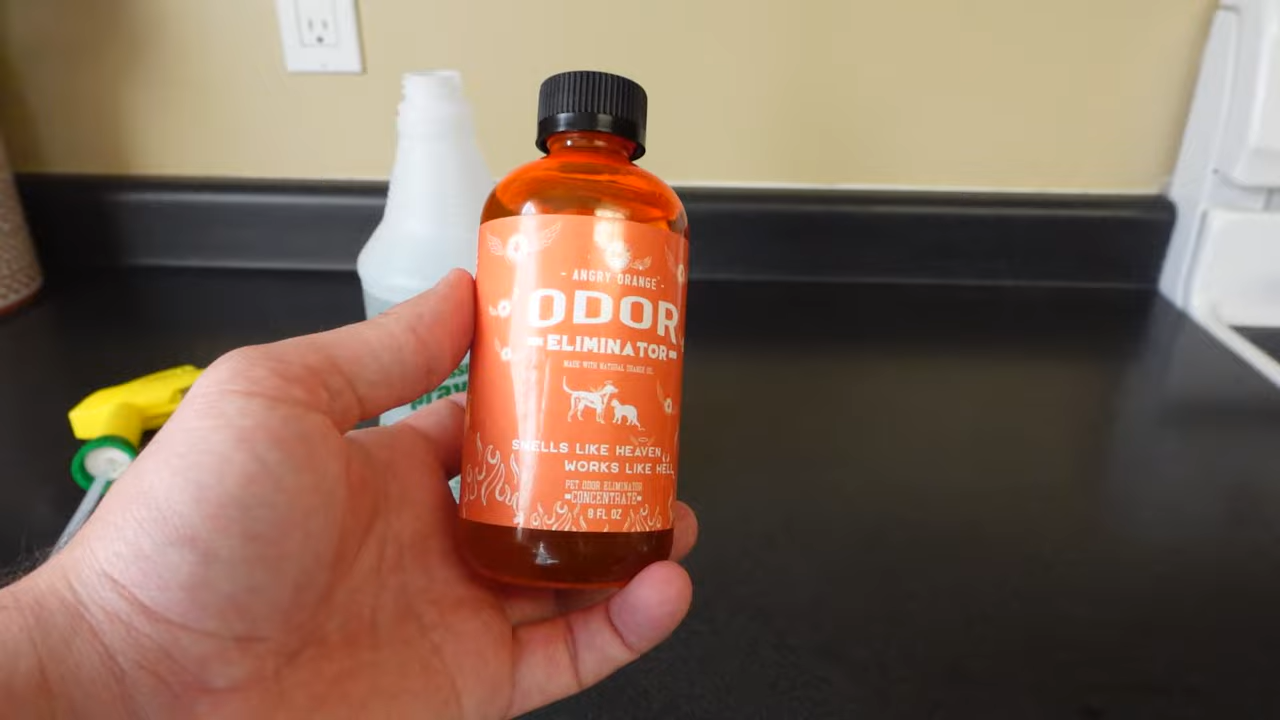 - ANGRY ORANGE -
ODOR
ELIMINATOR
MADE WITH NATURAL ORANGE OIL
SMELLS LIKE HEAVEN
WORKS LIKE HELL
PET ODOR ELIMINATOR
CONCENTRATE
8 FL OZ